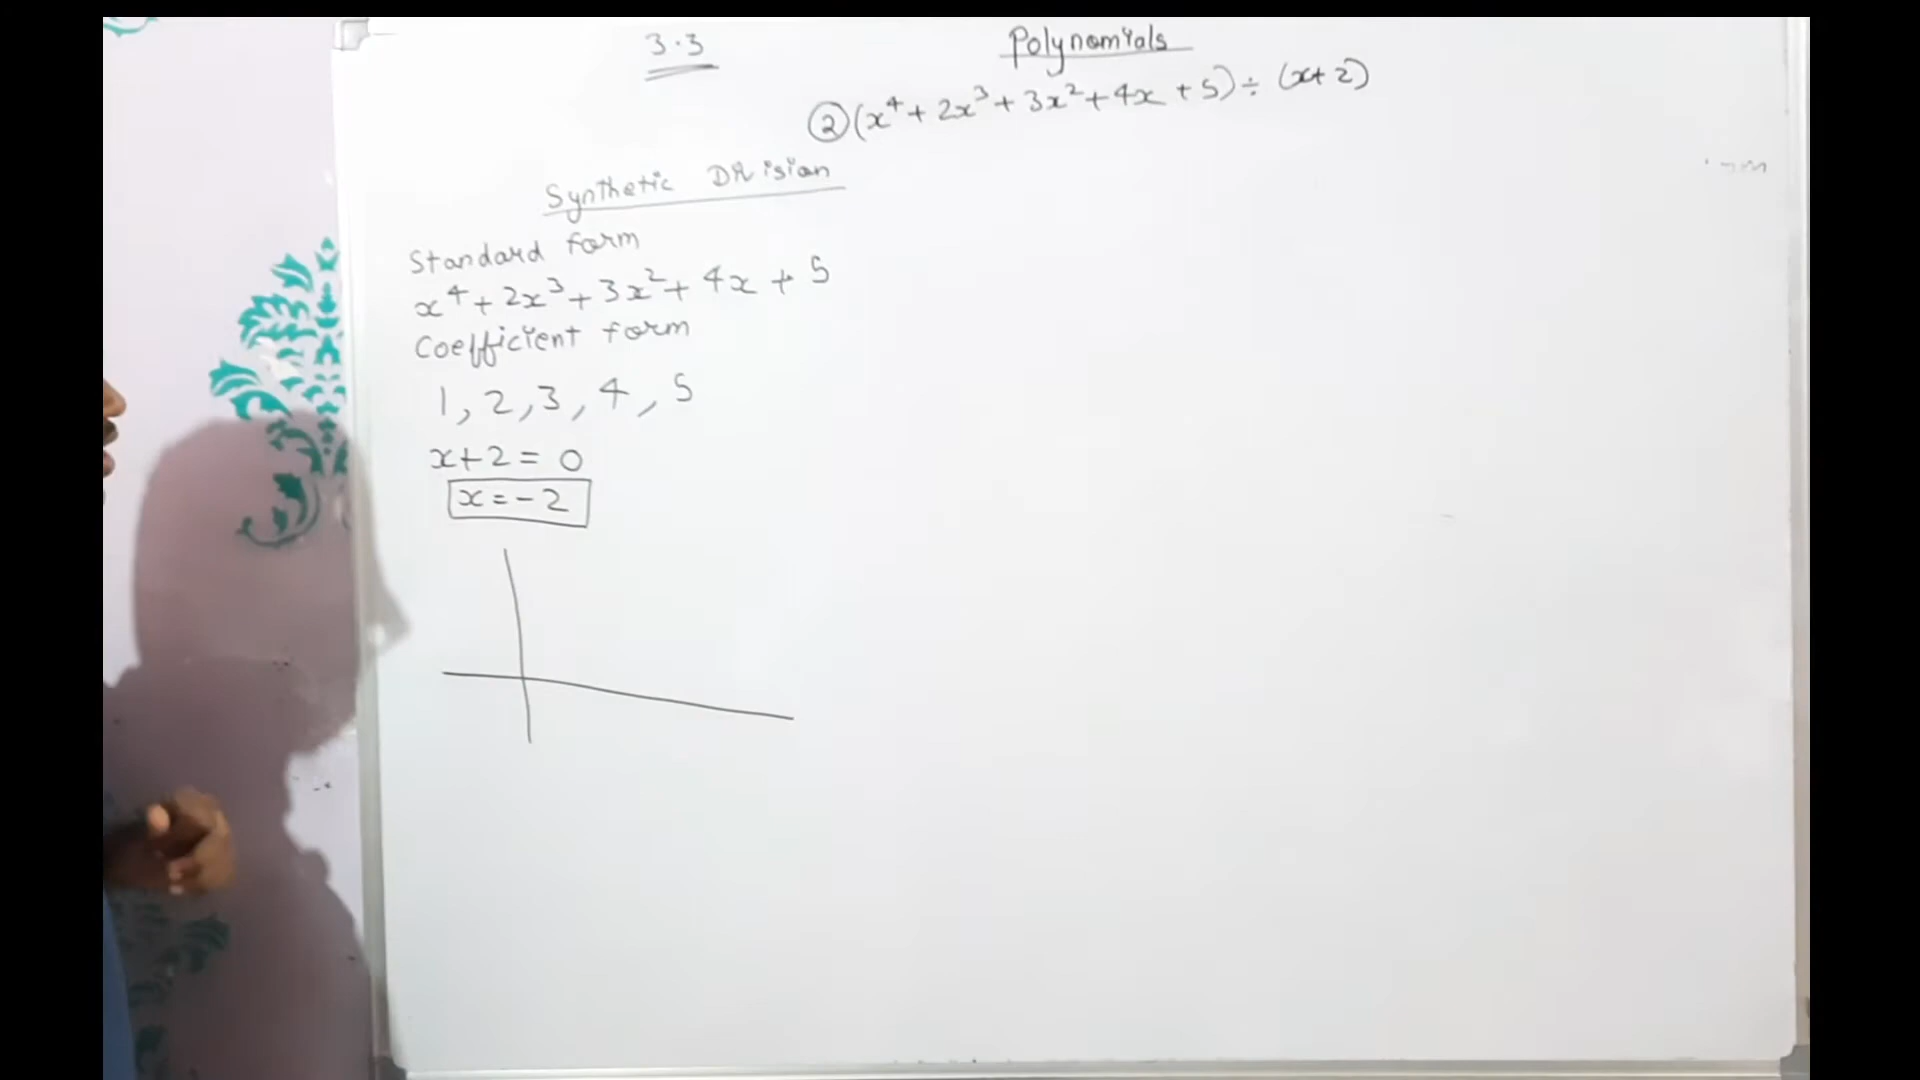 3.3
Polynomials
② (x⁴ + 2x³ + 3x² + 4x + 5) ÷ (x + 2)
Synthetic Division
Standard form
x⁴ + 2x³ + 3x² + 4x + 5
Coefficient form
1, 2, 3, 4, 5
x + 2 = 0
x = -2